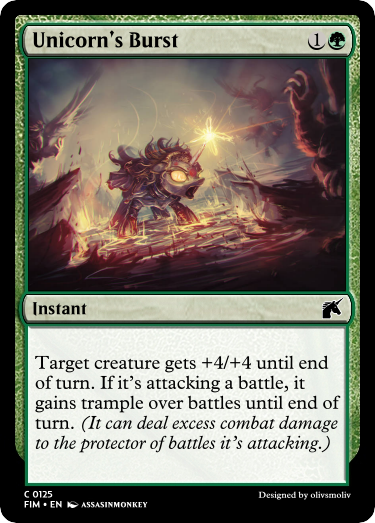 Unicorn's Burst
1
Instant
Target creature gets +4/+4 until end
of turn. If it's attacking a battle, it
gains trample over battles until end of
turn. (It can deal excess combat damage
to the protector of battles it's attacking.)
C 0125
FIM • EN ASSASINMONKEY
Designed by olivsmoliv